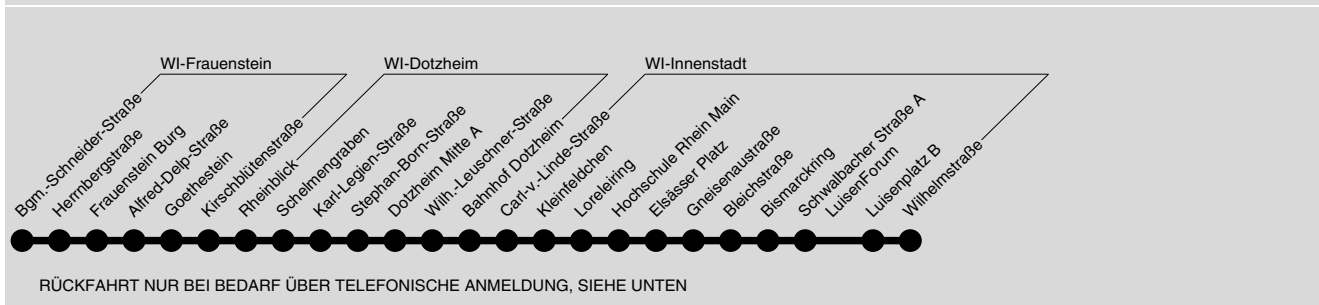 WI-Frauenstein
WI-Dotzheim
WI-Innenstadt
Bgm.-Schneider-Straße
Herrnbergstraße
Frauenstein Burg
Alfred-Delp-Straße
Goethestein
Kirschblütenstraße
Rheinblick
Schelmengraben
Karl-Legien-Straße
Stephan-Born-Straße
Dotzheim Mitte A
Wilh.-Leuschner-Straße
Bahnhof Dotzheim
Carl-v.-Linde-Straße
Kleinfeldchen
Loreleiring
Hochschule Rhein Main
Elsässer Platz
Gneisenaustraße
Bleichstraße
Bismarckring
Schwalbacher Straße A
LuisenForum
Luisenplatz B
Wilhelmstraße
RÜCKFAHRT NUR BEI BEDARF ÜBER TELEFONISCHE ANMELDUNG, SIEHE UNTEN